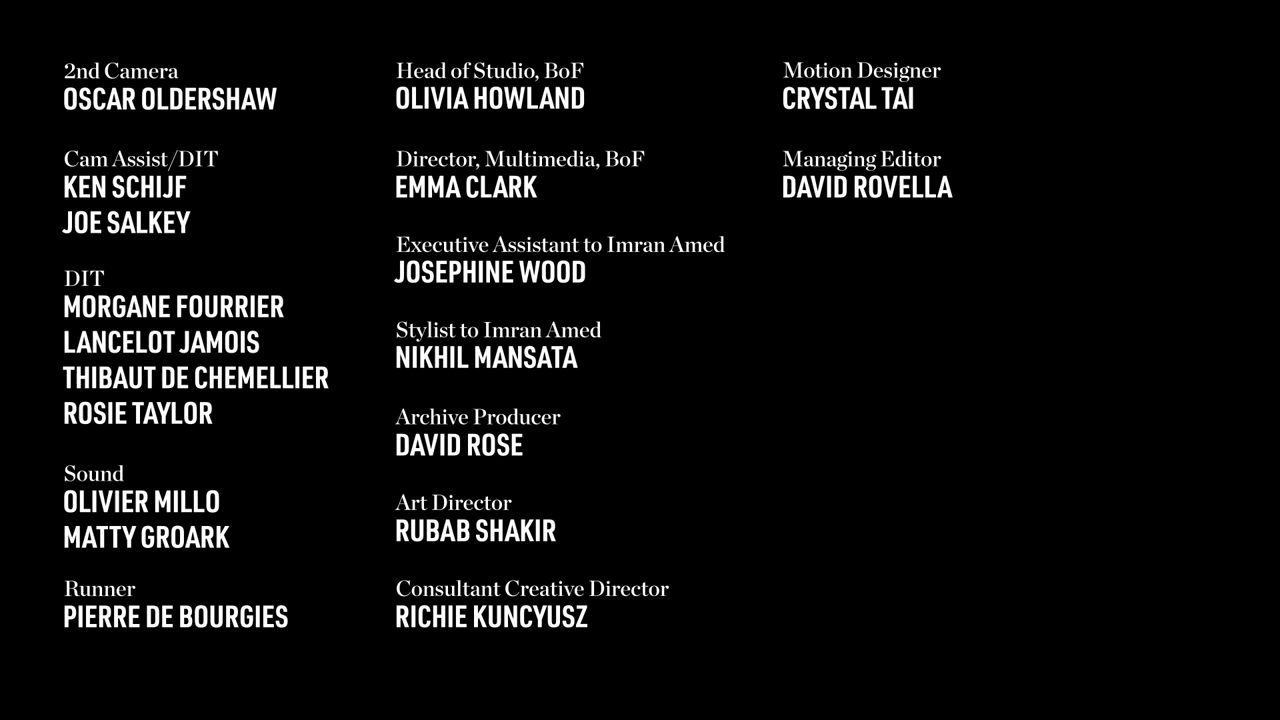 2nd Camera
OSCAR OLDERSHAW
Cam Assist/DIT
KEN SCHIJF
JOE SALKEY
DIT
MORGANE FOURRIER
LANCELOT JAMOIS
THIBAUT DE CHEMELLIER
ROSIE TAYLOR
Sound
OLIVIER MILLO
MATTY GROARK
Runner
PIERRE DE BOURGIES
Head of Studio, BoF
OLIVIA HOWLAND
Director, Multimedia, BoF
EMMA CLARK
Executive Assistant to Imran Amed
JOSEPHINE WOOD
Stylist to Imran Amed
NIKHIL MANSATA
Archive Producer
DAVID ROSE
Art Director
RUBAB SHAKIR
Consultant Creative Director
RICHIE KUNCYUSZ
Motion Designer
CRYSTAL TAI
Managing Editor
DAVID ROVELLA